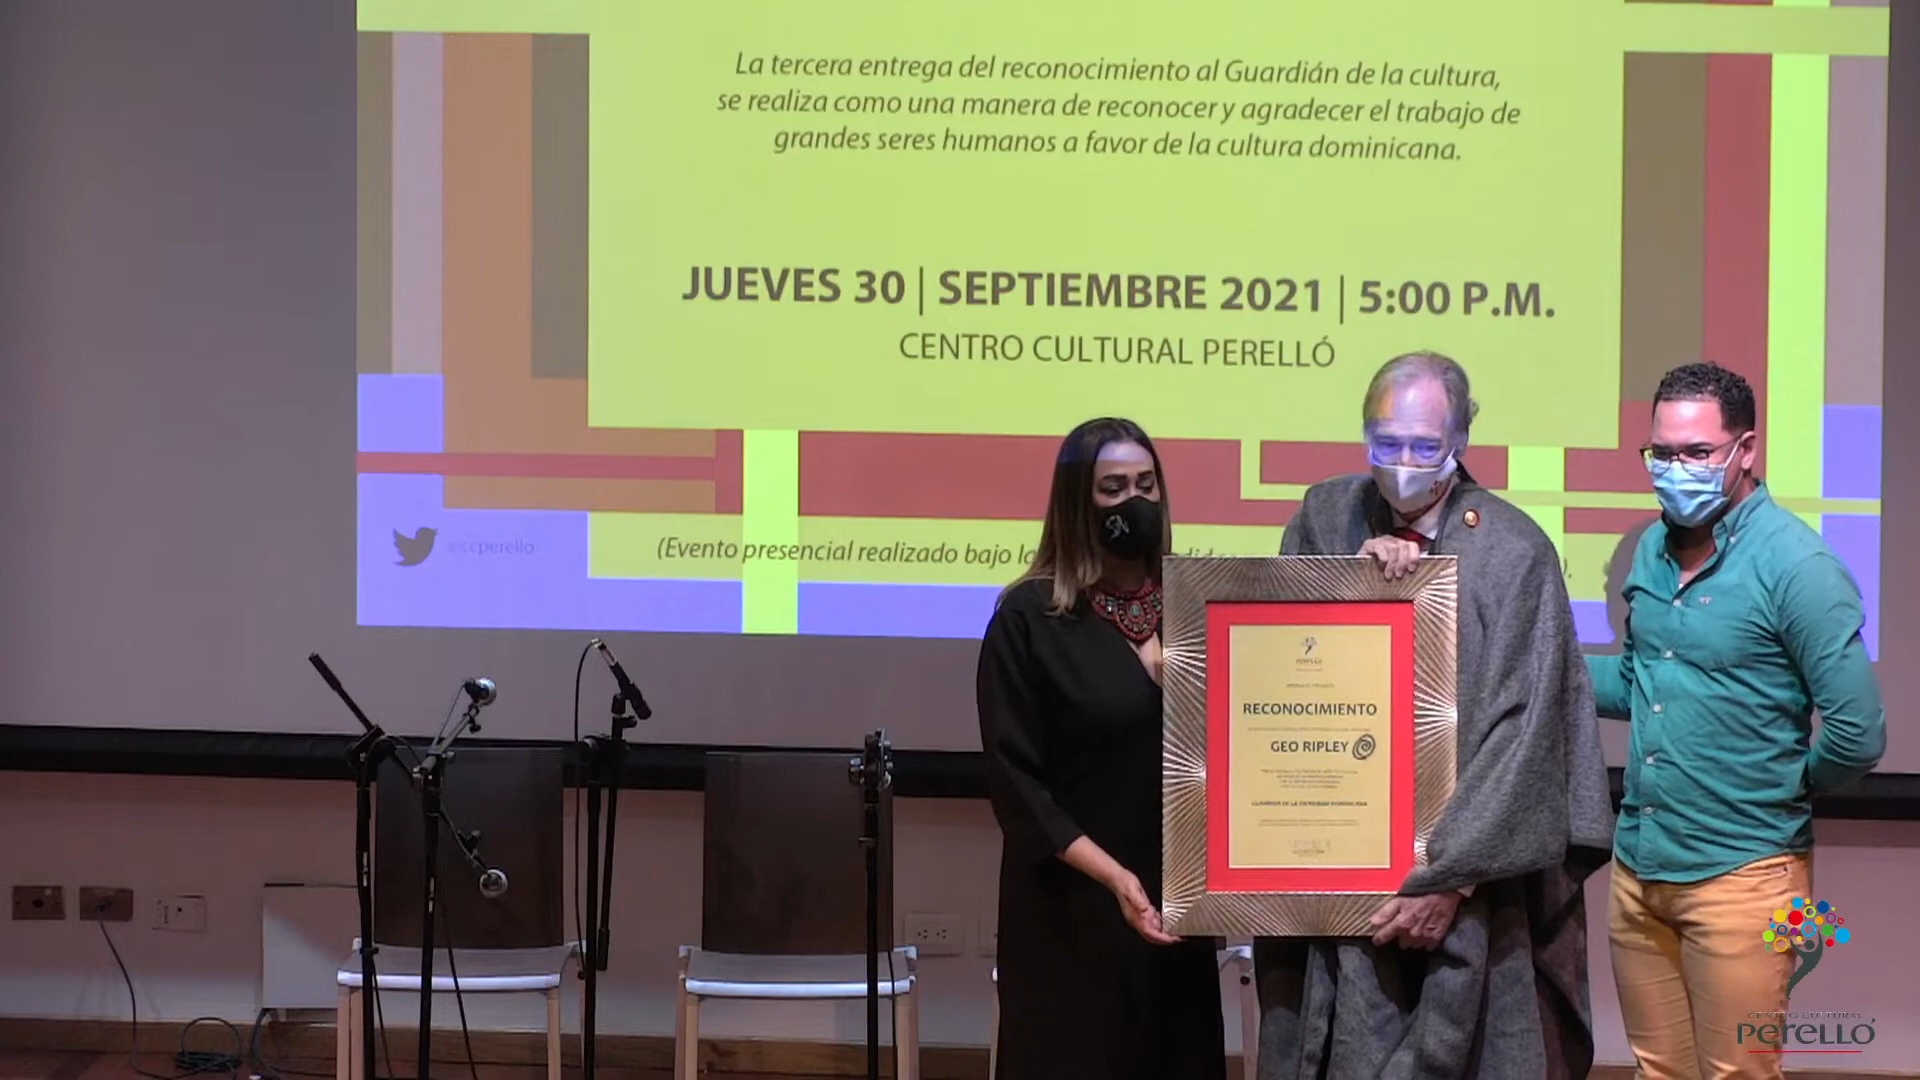 La tercera entrega del reconocimiento al Guardián de la cultura,
se realiza como una manera de reconocer y agradecer el trabajo de
grandes seres humanos a favor de la cultura dominicana.
JUEVES 30 | SEPTIEMBRE 2021 | 5:00 P.M.
CENTRO CULTURAL PERELLÓ
@ccperello
(Evento presencial realizado bajo
).
RECONOCIMIENTO
GEO RIPLEY
CENTRO CULTURAL
PERELLÓ